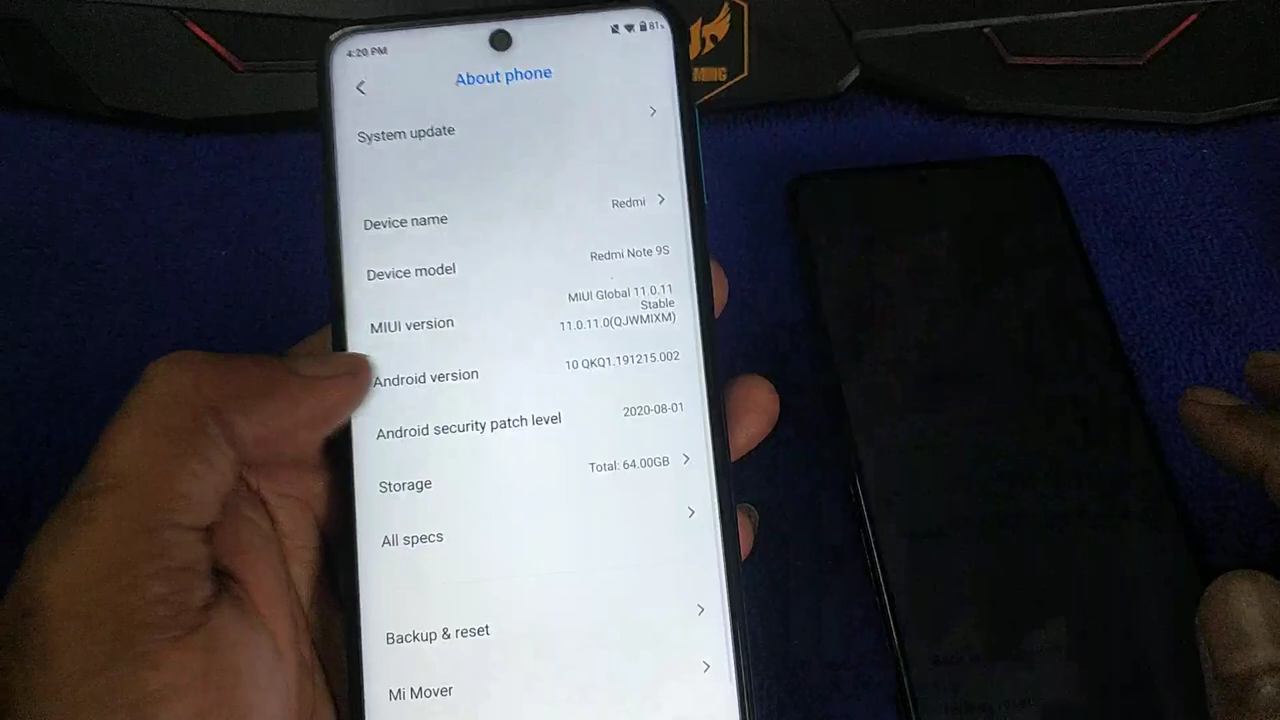 4:20 PM
81
About phone
System update
Device name
Redmi
Device model
Redmi Note 9S
MIUI version
MIUI Global 11.0.11
Stable
11.0.11.0(QJWMIXM)
Android version
10 QKQ1.191215.002
Android security patch level
2020-08-01
Storage
Total: 64.00GB
All specs
Backup & reset
Mi Mover